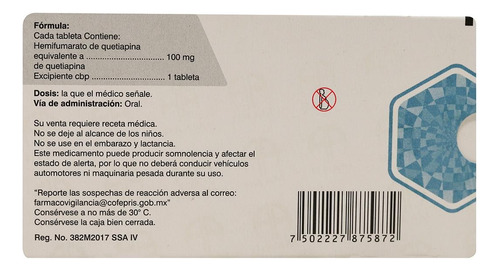 Fórmula:
Cada tableta Contiene:
Hemifumarato de quetiapina
equivalente a ................................. 100 mg
de quetiapina
Excipiente cbp .............................. 1 tableta
Dosis: la que el médico señale.
Vía de administración: Oral.
Su venta requiere receta médica.
No se deje al alcance de los niños.
No se use en el embarazo y lactancia.
Este medicamento puede producir somnolencia y afectar el
estado de alerta, por lo que no deberá conducir vehículos
automotores ni maquinaria pesada durante su uso.
"Reporte las sospechas de reacción adversa al correo:
farmacovigilancia@cofepris.gob.mx"
Consérvese a no más de 30° C.
Consérvese la caja bien cerrada.
Reg. No. 382M2017 SSA IV
7 502227 875872